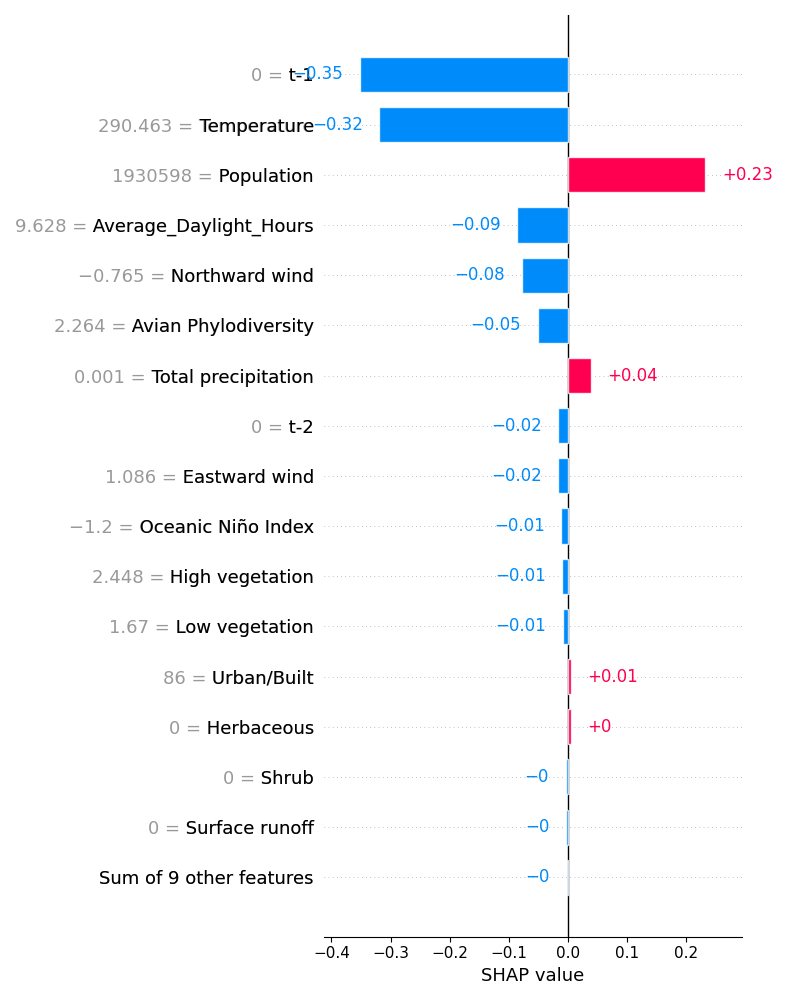 0 = t-1 −0.35
290.463 = Temperature −0.32
1930598 = Population +0.23
9.628 = Average_Daylight_Hours −0.09
−0.765 = Northward wind −0.08
2.264 = Avian Phylodiversity −0.05
0.001 = Total precipitation +0.04
0 = t-2 −0.02
1.086 = Eastward wind −0.02
−1.2 = Oceanic Niño Index −0.01
2.448 = High vegetation −0.01
1.67 = Low vegetation −0.01
86 = Urban/Built +0.01
0 = Herbaceous +0
0 = Shrub −0
0 = Surface runoff −0
Sum of 9 other features −0
−0.4 −0.3 −0.2 −0.1 0.0 0.1 0.2
SHAP value